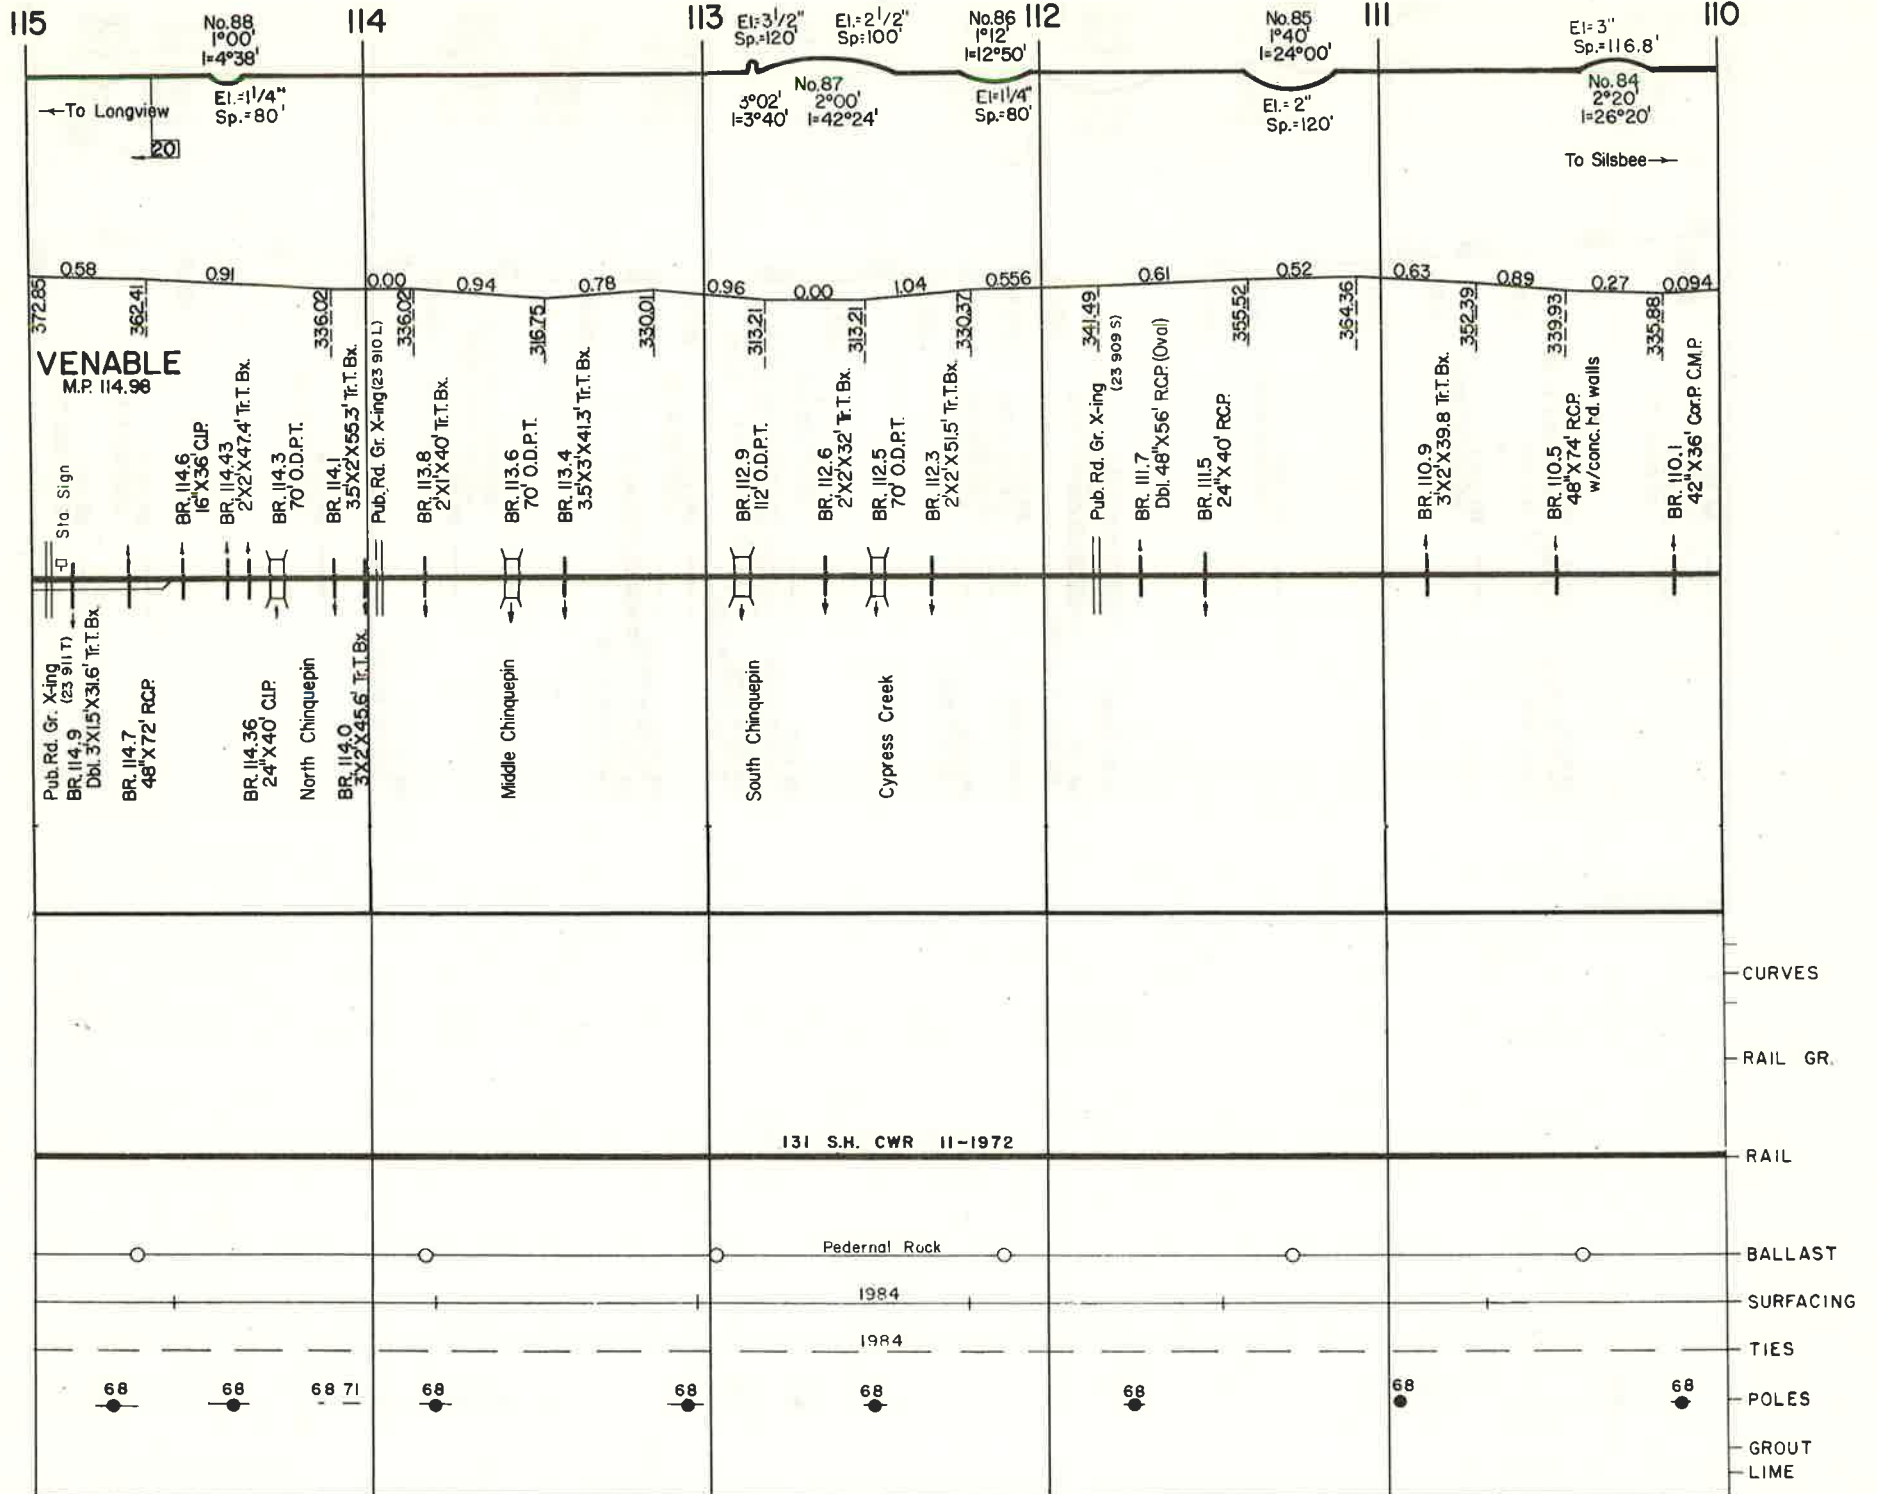 115
114
113
112
111
110
No.88
1°00'
I=4°38'
El.=1 1/4"
Sp.=80'
El=3 1/2"
Sp.=120'
El.=2 1/2"
Sp=100'
No.87
3°02'
I=3°40'
2°00'
I=42°24'
No.86
1°12'
I=12°50'
El=1 1/4"
Sp.=80'
No.85
1°40'
I=24°00'
El.=2"
Sp.=120'
El=3"
Sp.=116.8'
No.84
2°20'
I=26°20'
←To Longview
20
To Silsbee→
0.58
0.91
0.00
0.94
0.78
0.96
0.00
1.04
0.556
0.61
0.52
0.63
0.89
0.27
0.094
372.85
362.41
336.02
336.02
316.75
330.01
313.21
313.21
330.37
341.49
355.52
364.36
352.39
339.93
335.88
VENABLE
M.P. 114.98
Sta. Sign
BR. 114.6
16"X36' C.I.P.
BR. 114.43
2'X2'X47.4' Tr.T. Bx.
BR. 114.3
70' O.D.P.T.
BR. 114.1
3.5'X2'X55.3' Tr.T. Bx.
Pub. Rd. Gr. X-ing (23 910 L)
BR. 113.8
2'X1'X40' Tr.T. Bx.
BR. 113.6
70' O.D.P.T.
BR. 113.4
3.5'X3'X41.3' Tr.T. Bx.
BR. 112.9
112' O.D.P.T.
BR. 112.6
2'X2'X32' Tr.T. Bx.
BR. 112.5
70' O.D.P.T.
BR. 112.3
2'X2'X51.5' Tr.T. Bx.
Pub. Rd. Gr. X-ing
(23 909 S)
BR. 111.7
Dbl. 48"X56' R.C.P. (Oval)
BR. 111.5
24"X40' R.C.P.
BR. 110.9
3'X2'X39.8 Tr.T. Bx.
BR. 110.5
48"X74' R.C.P.
w/conc. hd. walls
BR. 110.1
42"X36' Cor.P. C.M.P.
Pub. Rd. Gr. X-ing
(23 911 T)
BR. 114.9
Dbl. 3'X1.5'X31.6' Tr.T. Bx.
BR. 114.7
48"X72' R.C.P.
BR. 114.36
24"X40' C.I.P.
North Chinquepin
BR. 114.0
3'X2'X45.6' Tr.T. Bx.
Middle Chinquepin
South Chinquepin
Cypress Creek
CURVES
RAIL GR.
131 S.H. CWR 11-1972
RAIL
Pedernal Rock
BALLAST
1984
SURFACING
1984
TIES
68
68
68 71
68
68
68
68
68
68
POLES
GROUT
LIME